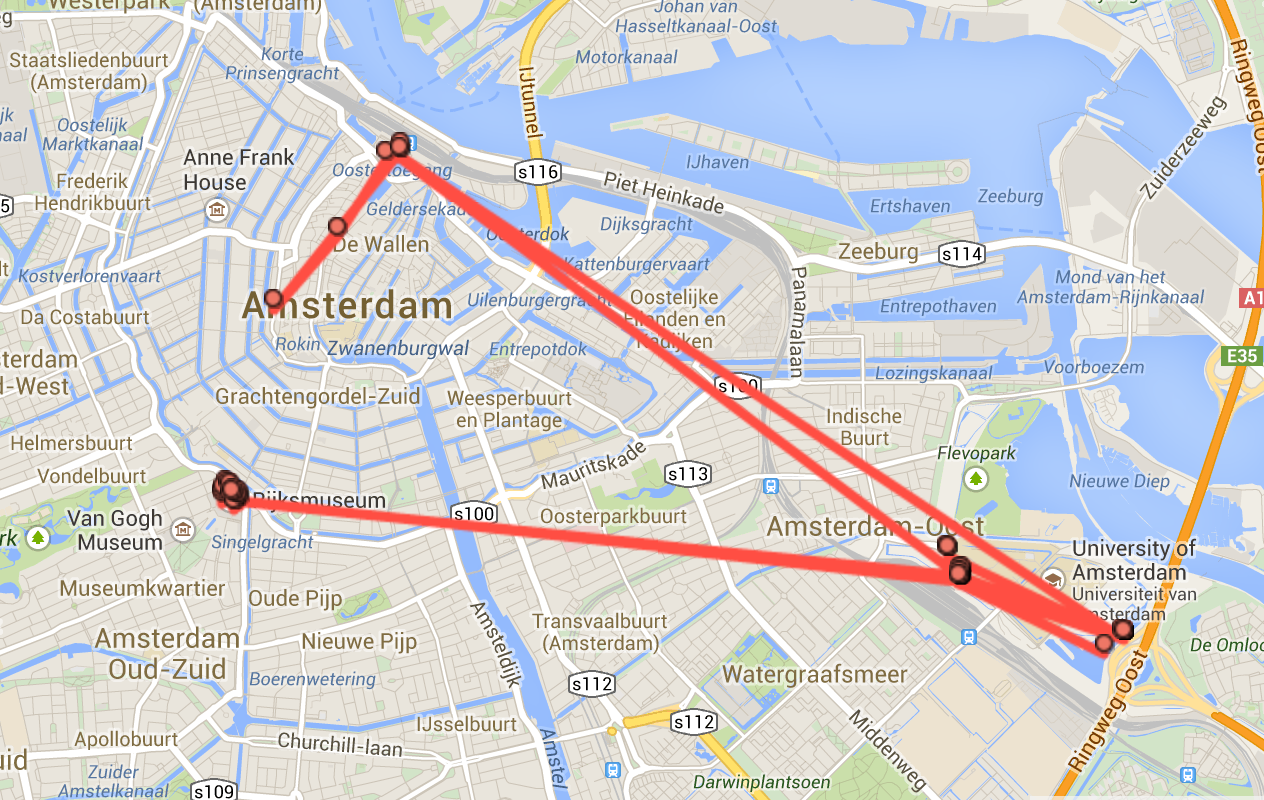 Westerpark
(Amsterdam)
Johan van
Hasseltkanaal-Oost
Staatsliedenbuurt
(Amsterdam)
Korte
Prinsengracht
Motorkanaal
IJtunnel
Ringweg Oost
Zuiderzeeweg
Oostelijk
Marktkanaal
Anne Frank
House
Oostertoegang
s116
IJhaven
Piet Heinkade
Frederik
Hendrikbuurt
Geldersekade
Ertshaven
Zeeburg
Dijksgracht
De Wallen
Oosterdok
Zeeburg
s114
Kostverlorenvaart
Kattenburgervaart
Panamalaan
Mond van het
Amsterdam-Rijnkanaal
Amsterdam
Uilenburgergracht
Oostelijke
Eilanden en
Kadijken
Entrepothaven
A1
Da Costabuurt
Rokin
Zwanenburgwal
Entrepotdok
E35
Lozingskanaal
Voorboezem
s100
Grachtengordel-Zuid
Weesperbuurt
en Plantage
Indische
Buurt
Helmersbuurt
Mauritskade
Flevopark
Vondelbuurt
s113
Nieuwe Diep
Rijksmuseum
s100
Oosterparkbuurt
Amsterdam-Oost
Van Gogh
Museum
Singelgracht
University of
Amsterdam
Universiteit van
Amsterdam
Museumkwartier
Oude Pijp
Amsteldijk
Transvaalbuurt
(Amsterdam)
Nieuwe Pijp
Amsterdam
Oud-Zuid
De Omloop
Boerenwetering
s112
Watergraafsmeer
Ringweg Oost
IJsselbuurt
s112
Middenweg
Apollobuurt
Churchill-laan
Amstel
Zuider
Amstelkanaal
s109
Darwinplantsoen